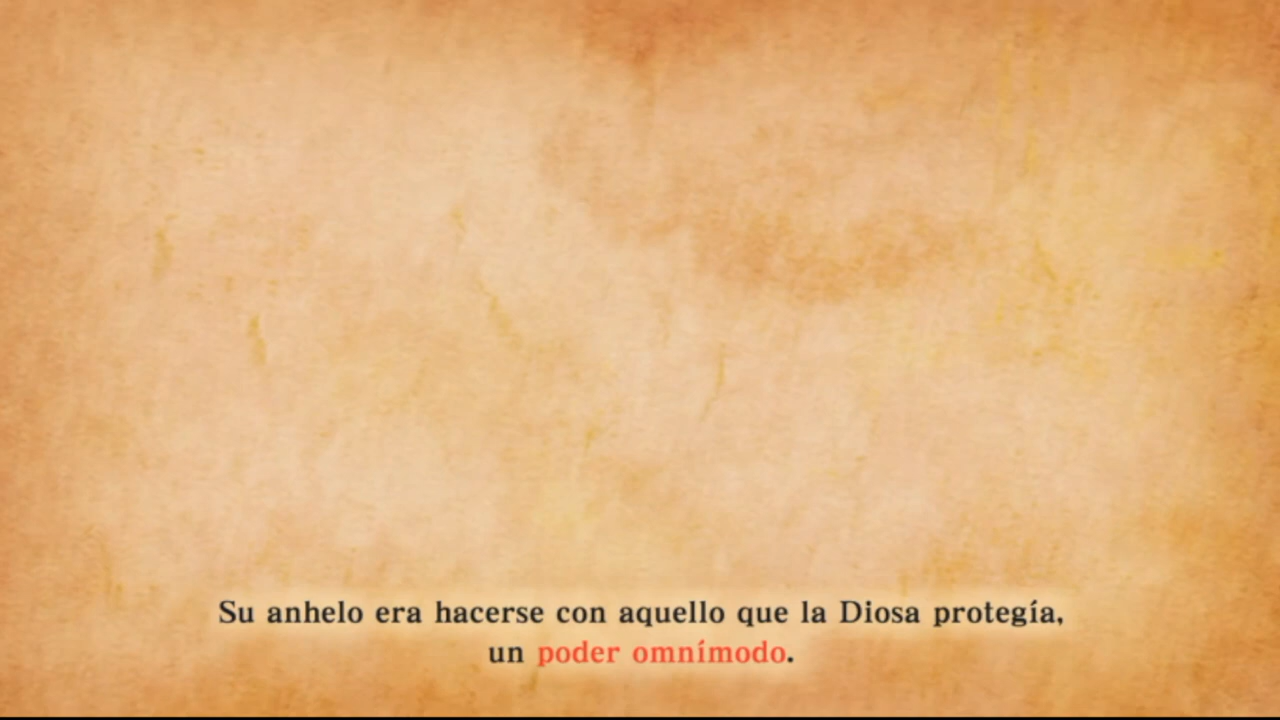 Su anhelo era hacerse con aquello que la Diosa protegía,
un poder omnímodo.